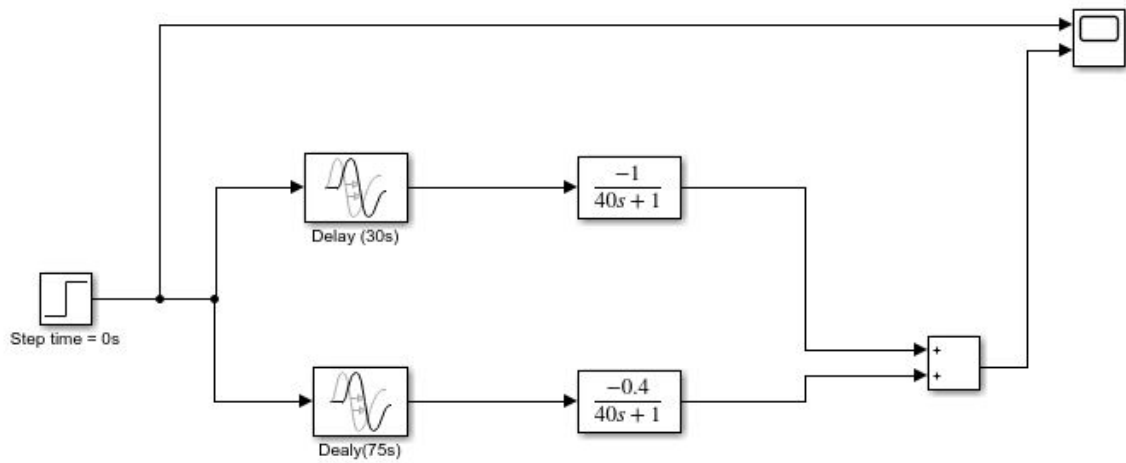 -1
40s + 1
Delay (30s)
Step time = 0s
+
+
-0.4
40s + 1
Dealy(75s)